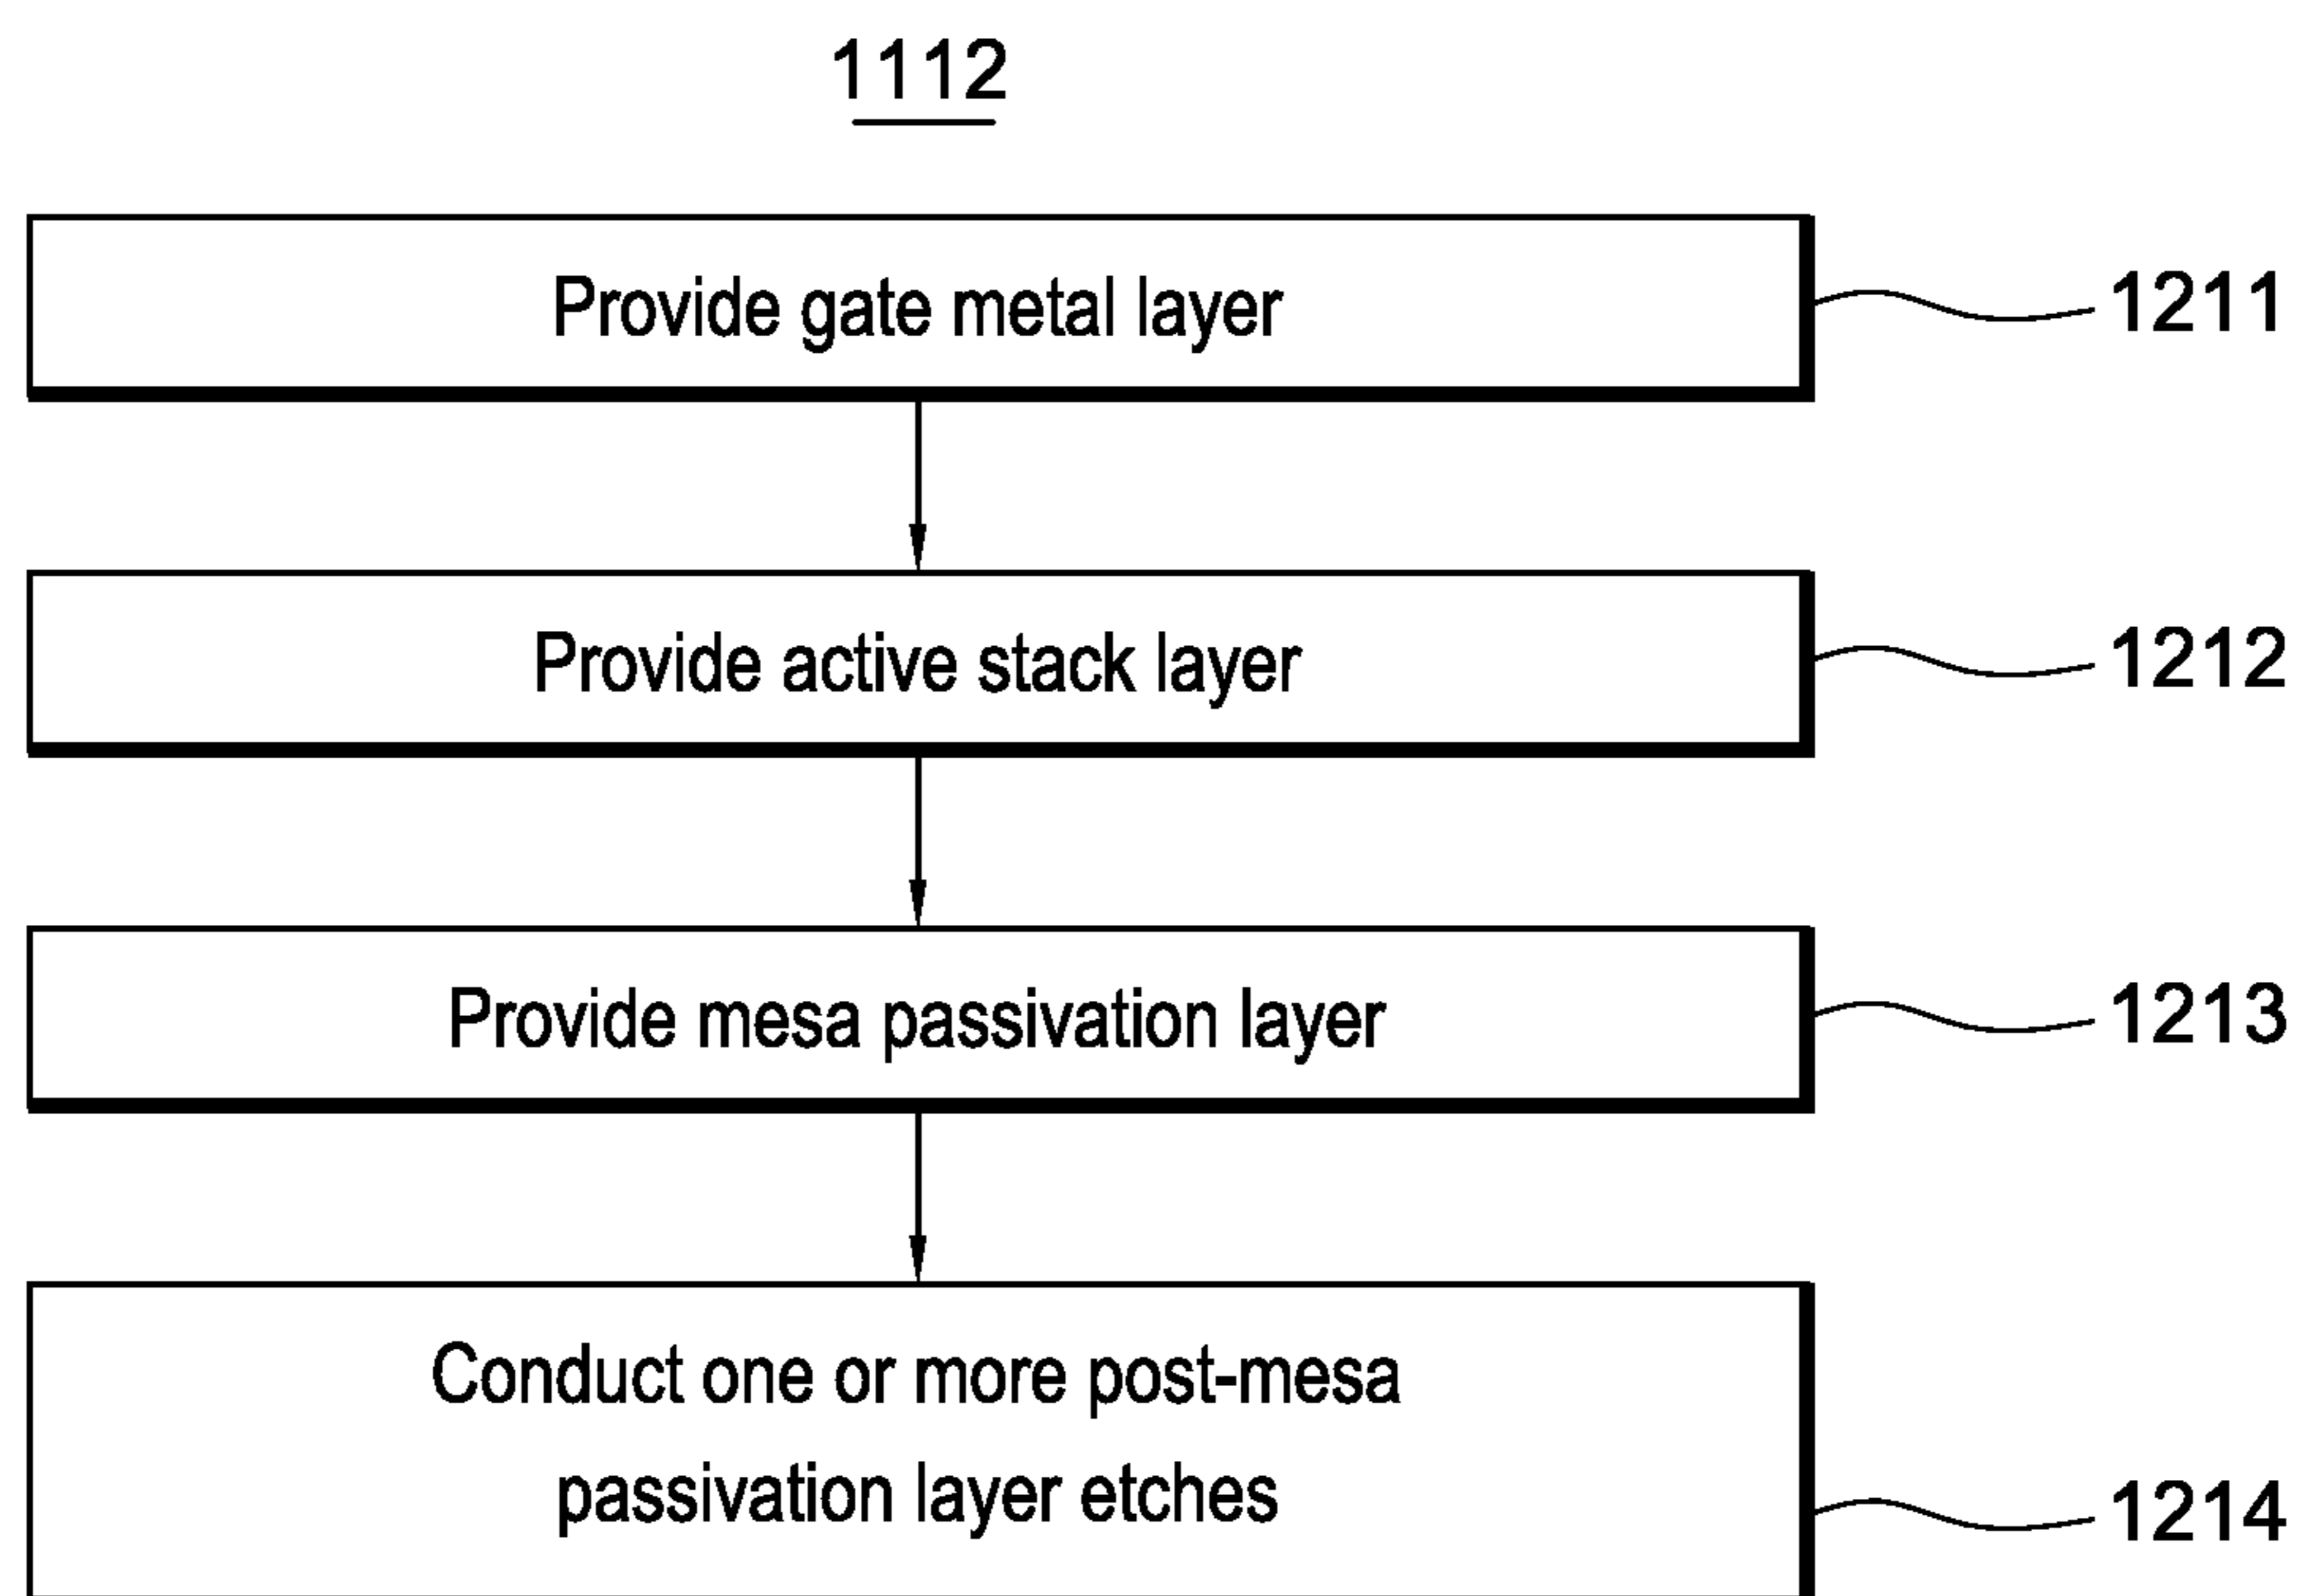 1112
Provide gate metal layer
1211
Provide active stack layer
1212
Provide mesa passivation layer
1213
Conduct one or more post-mesa
passivation layer etches
1214